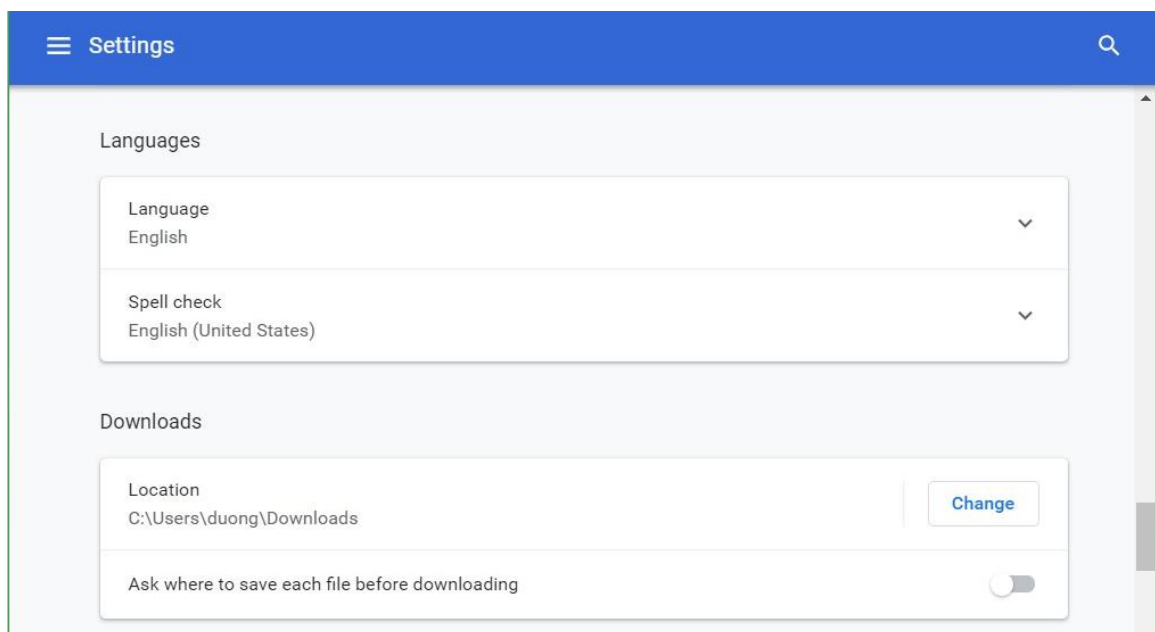 Settings
Languages
Language
English
Spell check
English (United States)
Downloads
Location
C:\Users\duong\Downloads
Change
Ask where to save each file before downloading